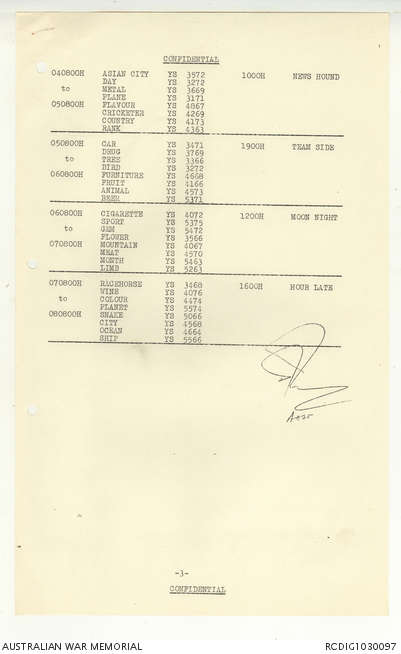 CONFIDENTIAL
040800H ASIAN CITY YS 3572 1000H NEWS HOUND
DAY YS 3272
to METAL YS 3669
PLANE YS 3171
050800H FLAVOUR YS 4867
CRICKETER YS 4269
COUNTRY YS 4173
RANK YS 4363
050800H CAR YS 3471 1900H TEAM SIDE
DRUG YS 3769
to TREE YS 3366
BIRD YS 3272
060800H FURNITURE YS 4668
FRUIT YS 4166
ANIMAL YS 4573
BEER YS 5371
060800H CIGARETTE YS 4072 1200H MOON NIGHT
SPORT YS 5375
to GEM YS 5472
FLOWER YS 3566
070800H MOUNTAIN YS 4067
MEAT YS 4570
MONTH YS 5463
LIMB YS 5263
070800H RACEHORSE YS 3468 1600H HOUR LATE
WINE YS 4076
to COLOUR YS 4474
PLANET YS 5574
080800H SNAKE YS 5066
CITY YS 4568
OCEAN YS 4664
SHIP YS 5566
-3-
CONFIDENTIAL
AUSTRALIAN WAR MEMORIAL RCDIG1030097